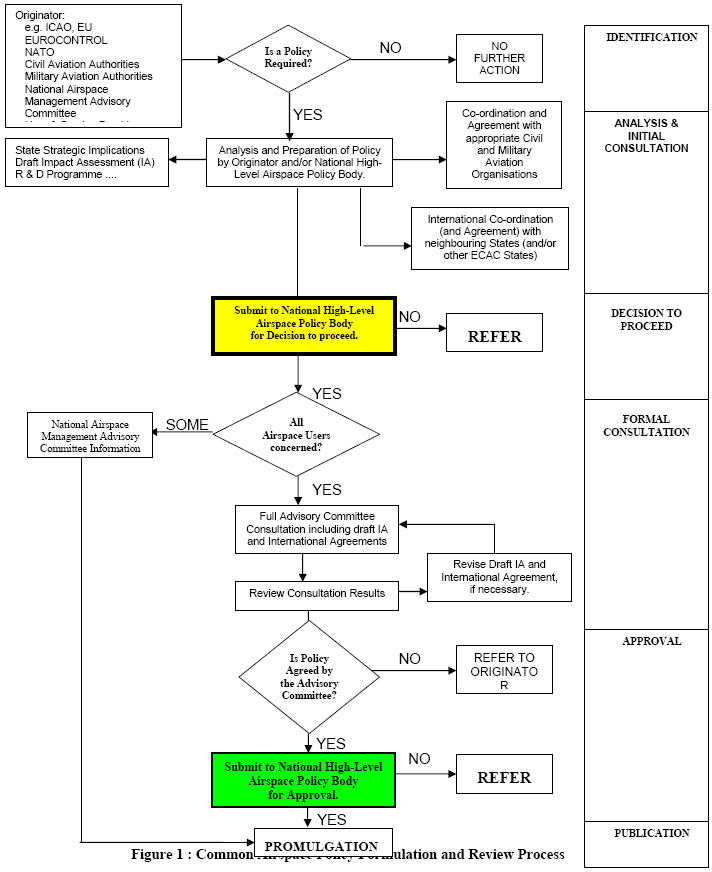 Originator:
e.g. ICAO, EU
EUROCONTROL
NATO
Civil Aviation Authorities
Military Aviation Authorities
National Airspace
Management Advisory
Committee
Is a Policy
Required?
NO
NO
FURTHER
ACTION
IDENTIFICATION
YES
State Strategic Implications
Draft Impact Assessment (IA)
R & D Programme ....
Analysis and Preparation of Policy
by Originator and/or National High-
Level Airspace Policy Body.
Co-ordination and
Agreement with
appropriate Civil
and Military
Aviation
Organisations
ANALYSIS &
INITIAL
CONSULTATION
International Co-ordination
(and Agreement) with
neighbouring States (and/or
other ECAC States)
Submit to National High-Level
Airspace Policy Body
for Decision to proceed.
NO
REFER
DECISION TO
PROCEED
YES
National Airspace
Management Advisory
Committee Information
SOME
All
Airspace Users
concerned?
FORMAL
CONSULTATION
YES
Full Advisory Committee
Consultation including draft IA
and International Agreements
Revise Draft IA and
International Agreement,
if necessary.
Review Consultation Results
Is Policy
Agreed by
the Advisory
Committee?
NO
REFER TO
ORIGINATO
R
APPROVAL
YES
Submit to National High-Level
Airspace Policy Body
for Approval.
NO
REFER
YES
PROMULGATION
PUBLICATION
Figure 1 : Common Airspace Policy Formulation and Review Process